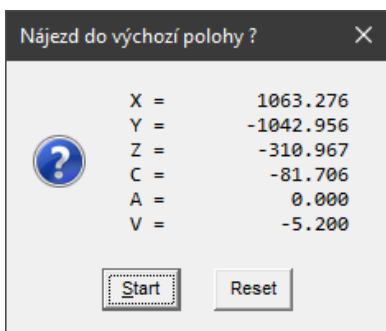 Nájezd do výchozí polohy ?
X = 1063.276
Y = -1042.956
Z = -310.967
C = -81.706
A = 0.000
V = -5.200
Start Reset